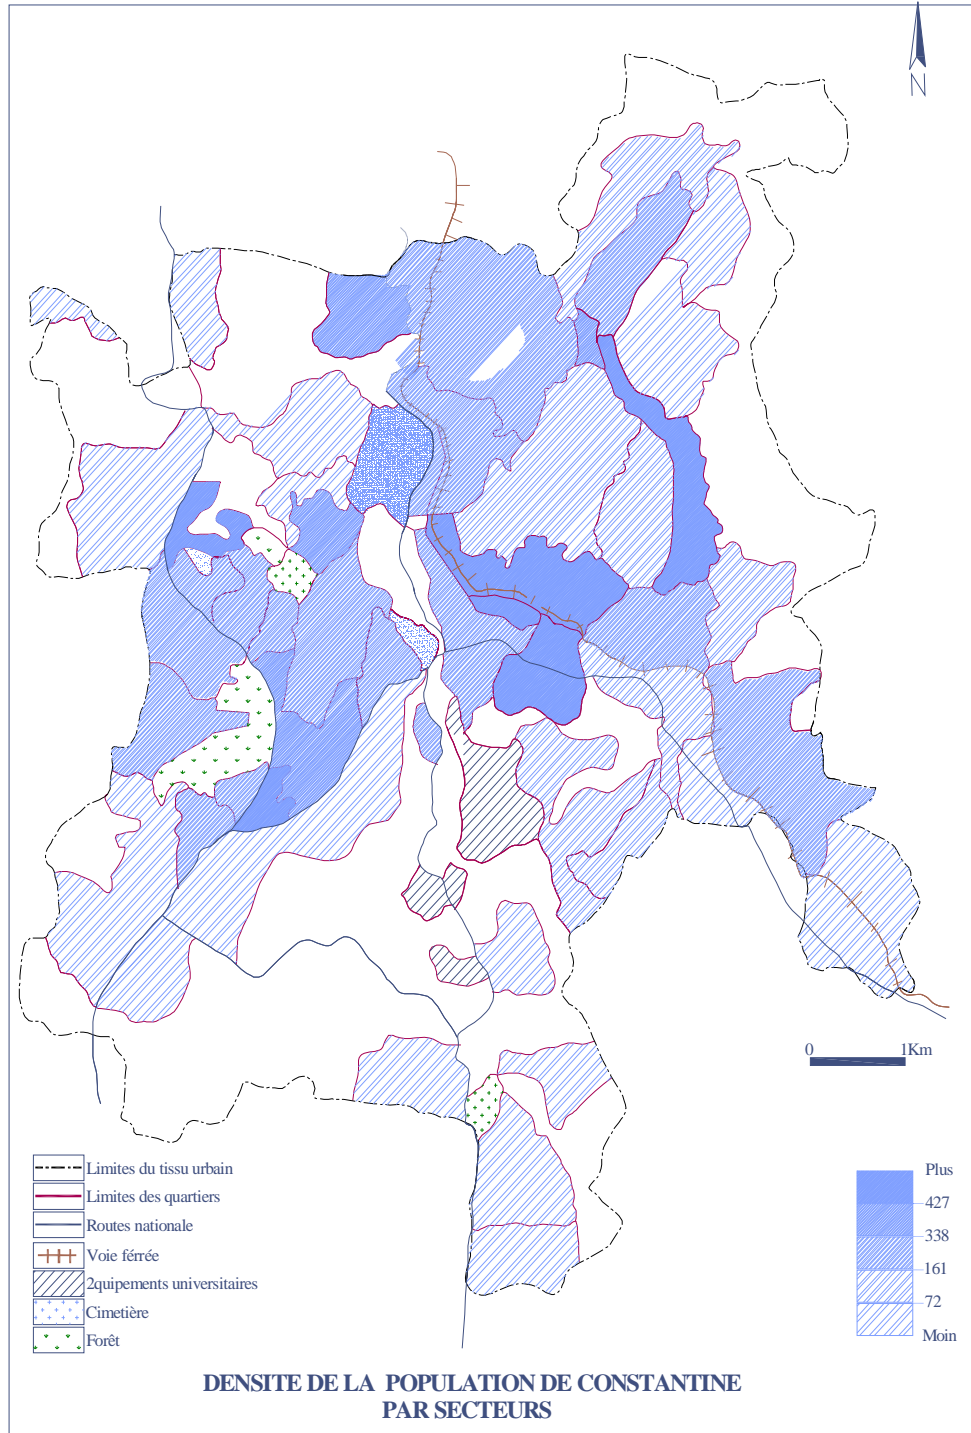 N
0 1Km
Limites du tissu urbain
Limites des quartiers
Routes nationale
Voie férrée
2quipements universitaires
Cimetière
Forêt
Plus
427
338
161
72
Moin
DENSITE DE LA POPULATION DE CONSTANTINE
PAR SECTEURS